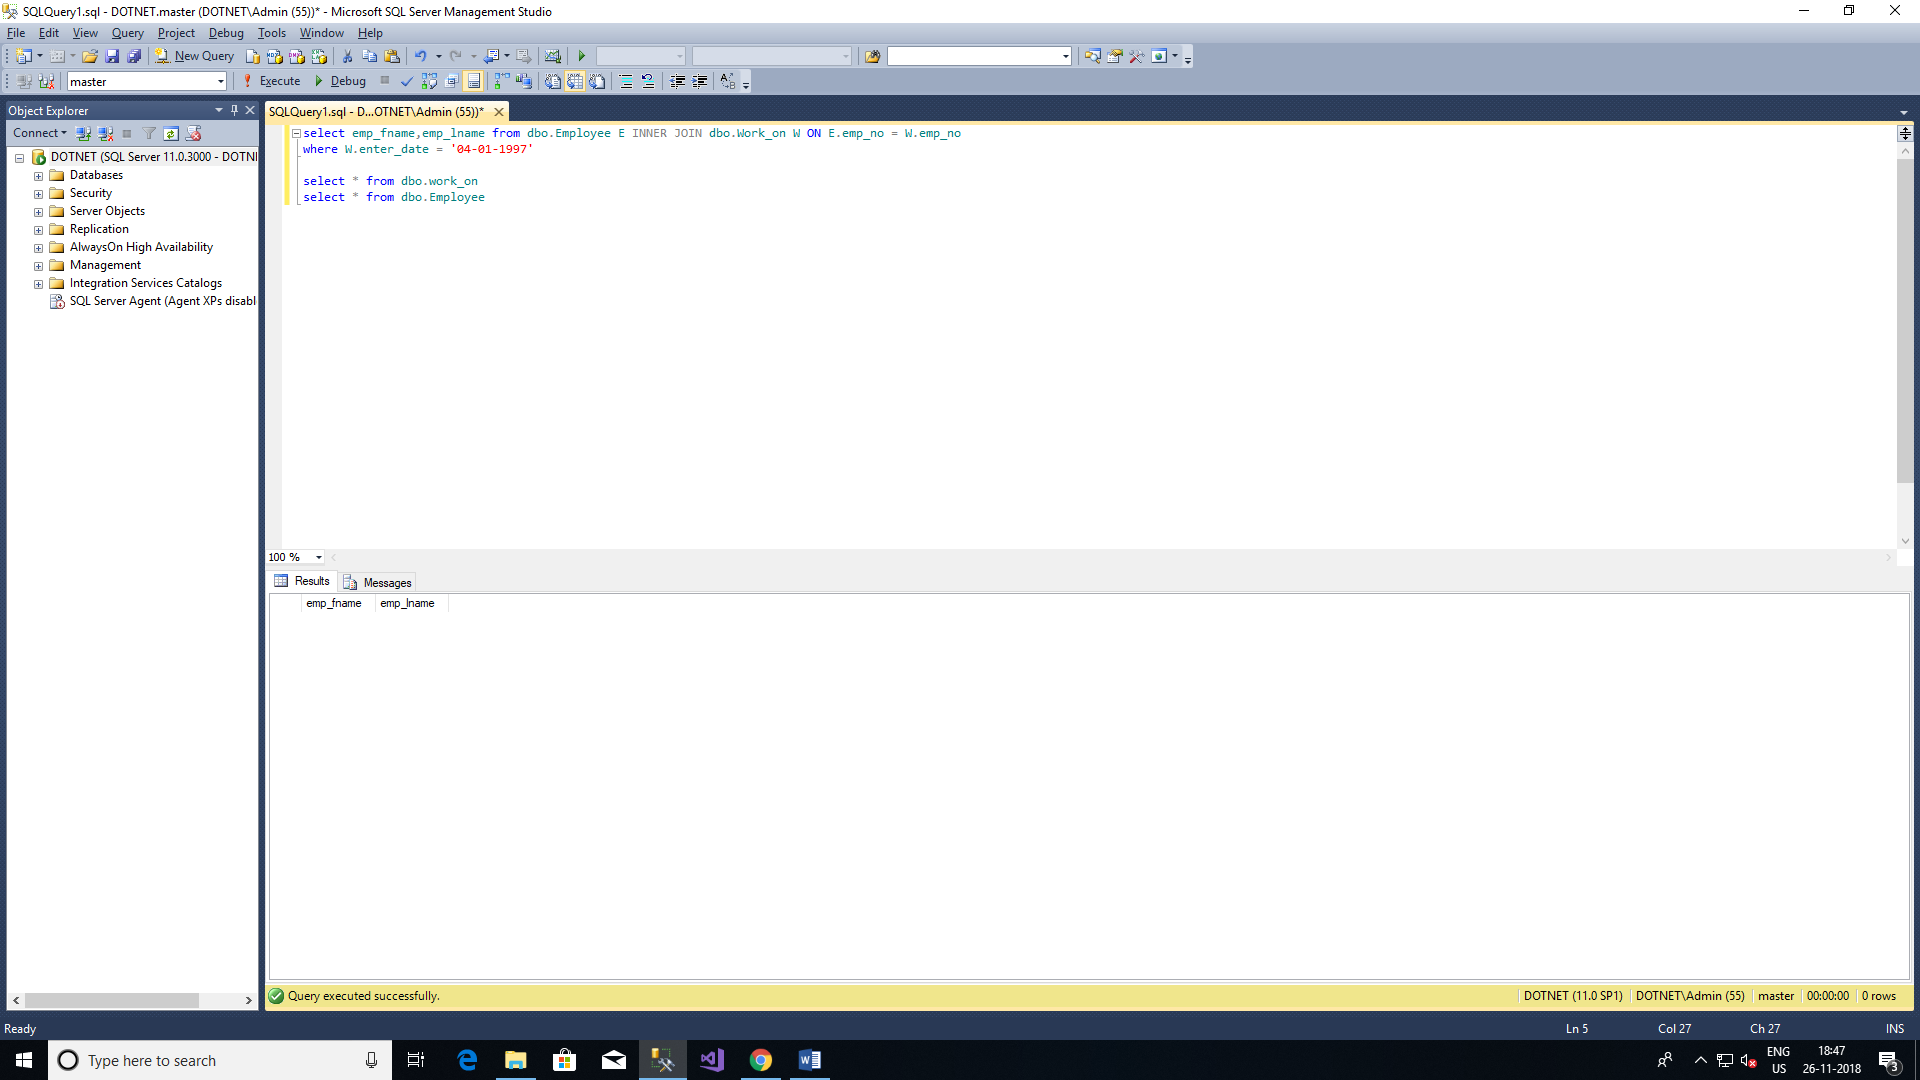 SQLQuery1.sql - DOTNET.master (DOTNET\Admin (55))* - Microsoft SQL Server Management Studio
File Edit View Query Project Debug Tools Window Help
New Query
master Execute Debug
Object Explorer
Connect
DOTNET (SQL Server 11.0.3000 - DOTNI
Databases
Security
Server Objects
Replication
AlwaysOn High Availability
Management
Integration Services Catalogs
SQL Server Agent (Agent XPs disabl
SQLQuery1.sql - D...OTNET\Admin (55))*
select emp_fname,emp_lname from dbo.Employee E INNER JOIN dbo.Work_on W ON E.emp_no = W.emp_no
where W.enter_date = '04-01-1997'
select * from dbo.work_on
select * from dbo.Employee
100 %
Results Messages
emp_fname emp_lname
Query executed successfully. DOTNET (11.0 SP1) DOTNET\Admin (55) master 00:00:00 0 rows
Ready Ln 5 Col 27 Ch 27 INS
Type here to search
ENG
US
18:47
26-11-2018
3